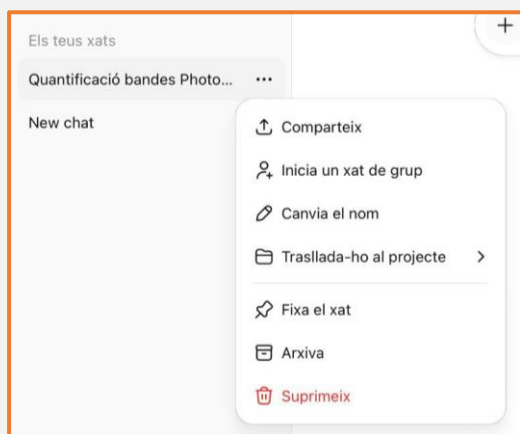 Els teus xats
Quantificació bandes Photo...
New chat
Comparteix
Inicia un xat de grup
Canvia el nom
Trasllada-ho al projecte
Fixa el xat
Arxiva
Suprimeix